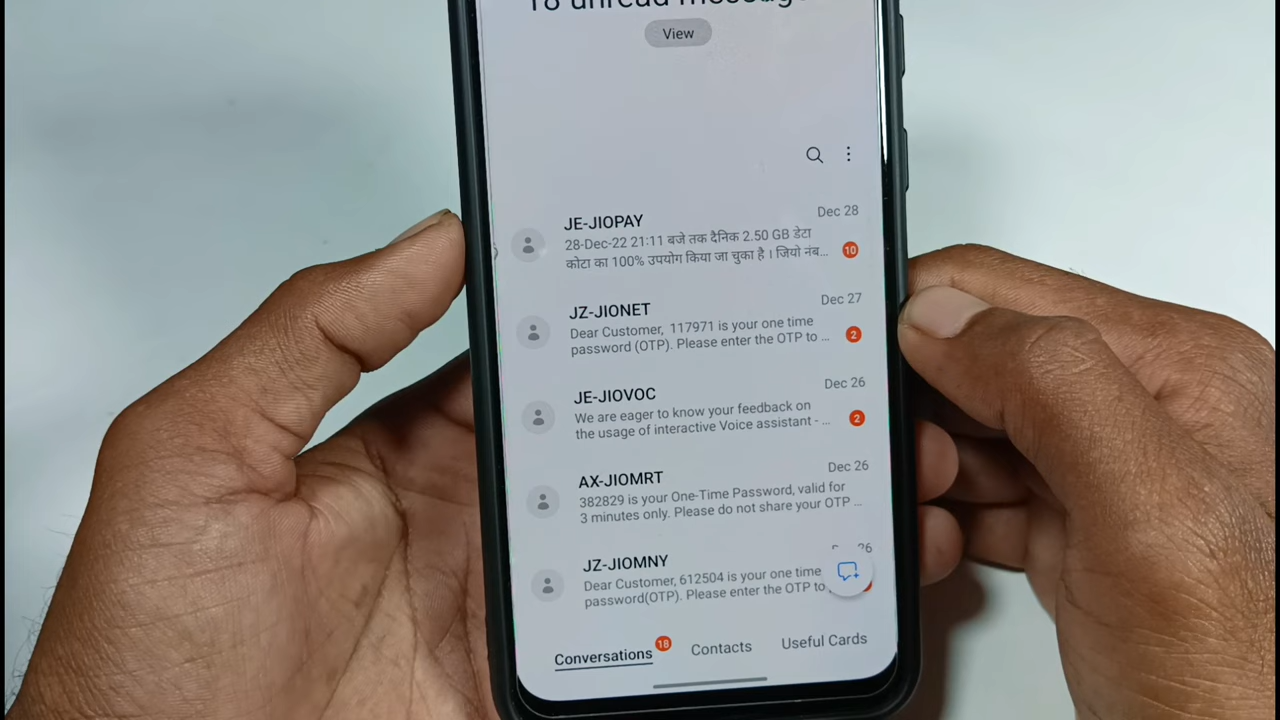 18 unread message
View
JE-JIOPAY
Dec 28
28-Dec-22 21:11 बजे तक दैनिक 2.50 GB डेटा
कोटा का 100% उपयोग किया जा चुका है । जियो नंब...
10
JZ-JIONET
Dec 27
Dear Customer, 117971 is your one time
password (OTP). Please enter the OTP to ...
2
JE-JIOVOC
Dec 26
We are eager to know your feedback on
the usage of interactive Voice assistant - ...
2
AX-JIOMRT
Dec 26
382829 is your One-Time Password, valid for
3 minutes only. Please do not share your OTP ...
JZ-JIOMNY
26
Dear Customer, 612504 is your one time
password(OTP). Please enter the OTP to
Conversations
18
Contacts
Useful Cards